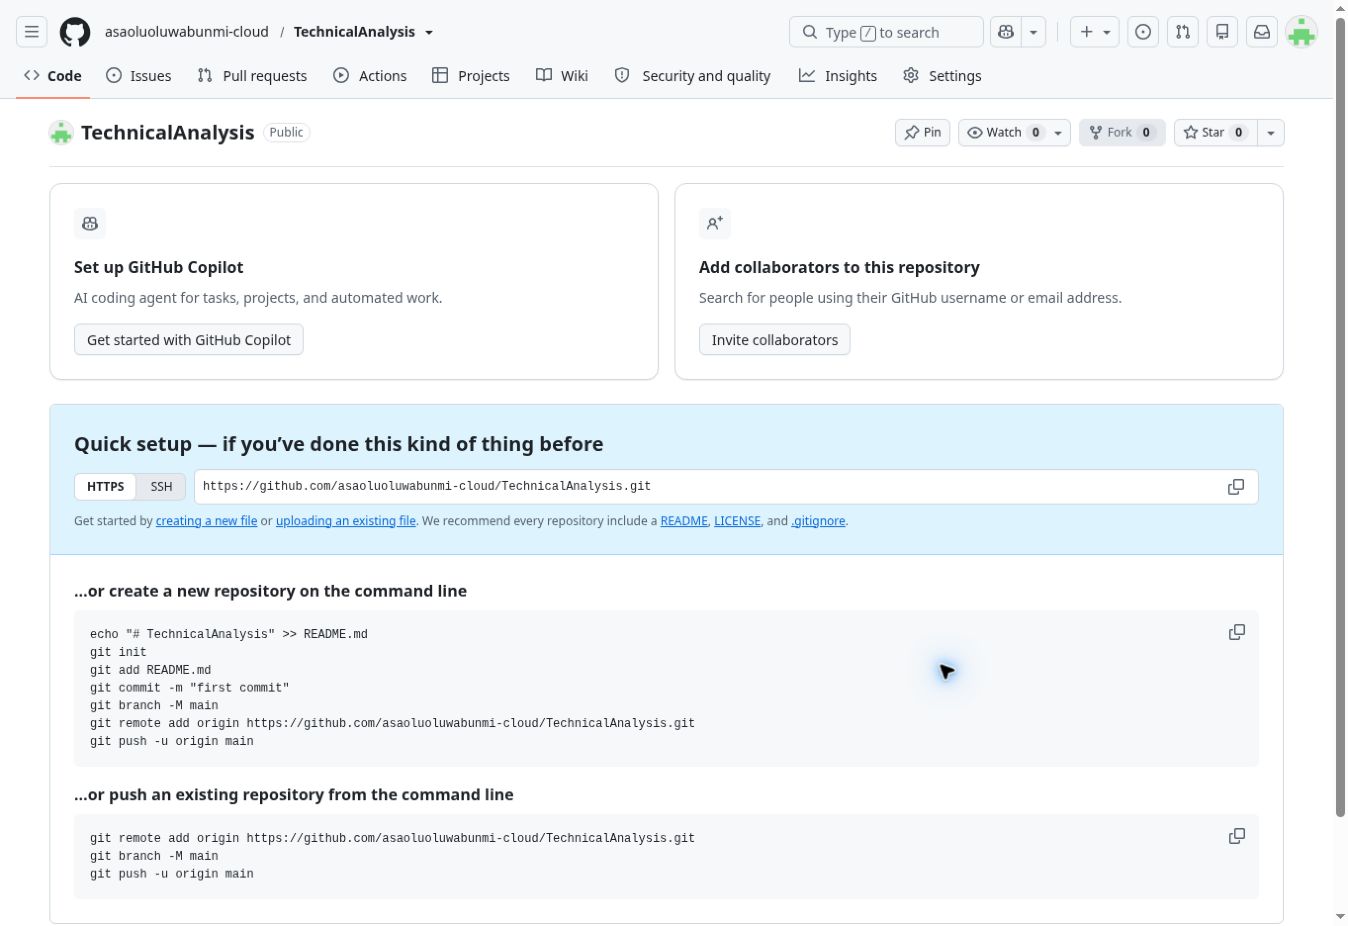 asaoluoluwabunmi-cloud / TechnicalAnalysis
Type / to search
Code Issues Pull requests Actions Projects Wiki Security and quality Insights Settings
TechnicalAnalysis Public
Pin Watch 0 Fork 0 Star 0
Set up GitHub Copilot
AI coding agent for tasks, projects, and automated work.
Get started with GitHub Copilot
Add collaborators to this repository
Search for people using their GitHub username or email address.
Invite collaborators
Quick setup — if you’ve done this kind of thing before
HTTPS SSH https://github.com/asaoluoluwabunmi-cloud/TechnicalAnalysis.git
Get started by creating a new file or uploading an existing file. We recommend every repository include a README, LICENSE, and .gitignore.
…or create a new repository on the command line
echo "# TechnicalAnalysis" >> README.md
git init
git add README.md
git commit -m "first commit"
git branch -M main
git remote add origin https://github.com/asaoluoluwabunmi-cloud/TechnicalAnalysis.git
git push -u origin main
…or push an existing repository from the command line
git remote add origin https://github.com/asaoluoluwabunmi-cloud/TechnicalAnalysis.git
git branch -M main
git push -u origin main